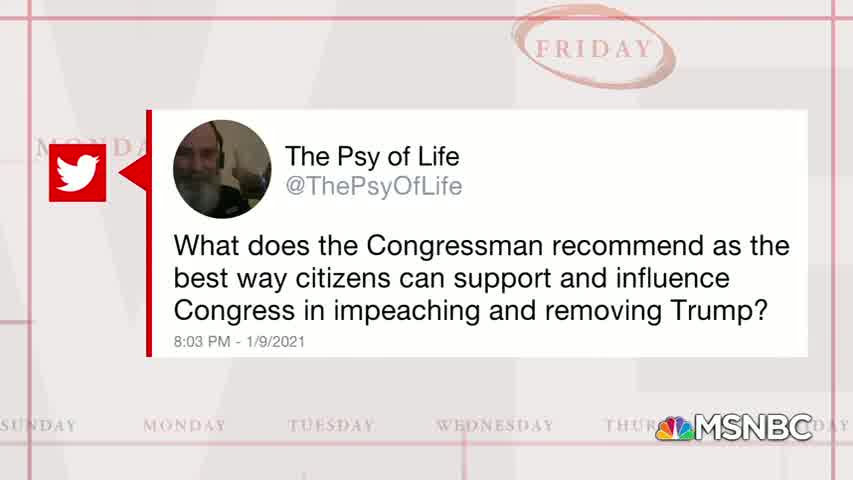 FRIDAY
MONDA
The Psy of Life
@ThePsyOfLife
What does the Congressman recommend as the
best way citizens can support and influence
Congress in impeaching and removing Trump?
8:03 PM - 1/9/2021
SUNDAY MONDAY TUESDAY WEDNESDAY
MSNBC